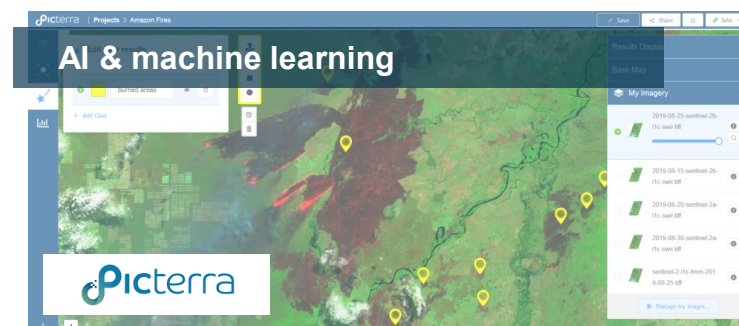 Picterra | Projects > Amazon Fires
Save
Share
John
AI & machine learning
Results Display
Base Map
burned areas
+ Add Class
My Imagery
2019-08-25-sentinel-2b-
l1c-swir.tiff
2019-08-15-sentinel-2b-
l1c-swir.tiff
2019-08-20-sentinel-2a-
l1c-swir.tiff
2019-08-30-sentinel-2a-
l1c-swir.tiff
sentinel-2-l1c-from-201
9-08-25.tiff
Manage my images...
Picterra